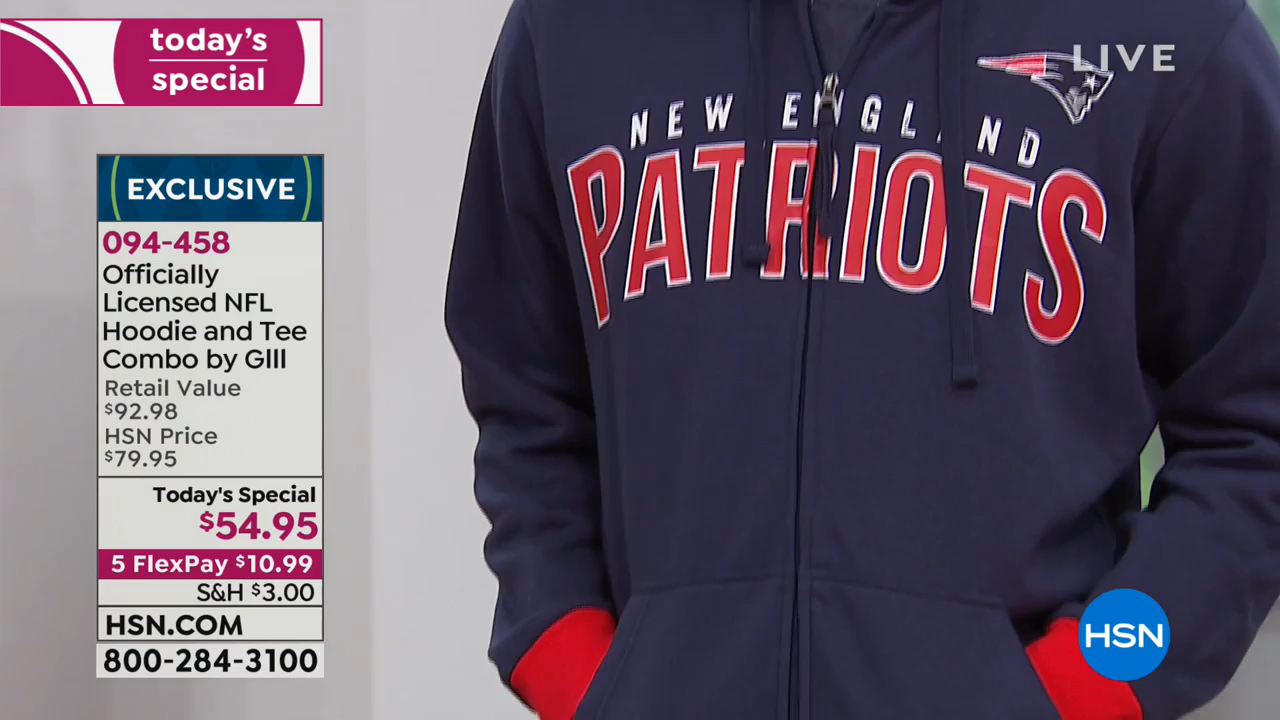 today's
special
LIVE
NEW ENGLAND
PATRIOTS
EXCLUSIVE
094-458
Officially
Licensed NFL
Hoodie and Tee
Combo by Glll
Retail Value
$92.98
HSN Price
$79.95
Today's Special
$54.95
5 FlexPay $10.99
S&H $3.00
HSN.COM
800-284-3100
HSN